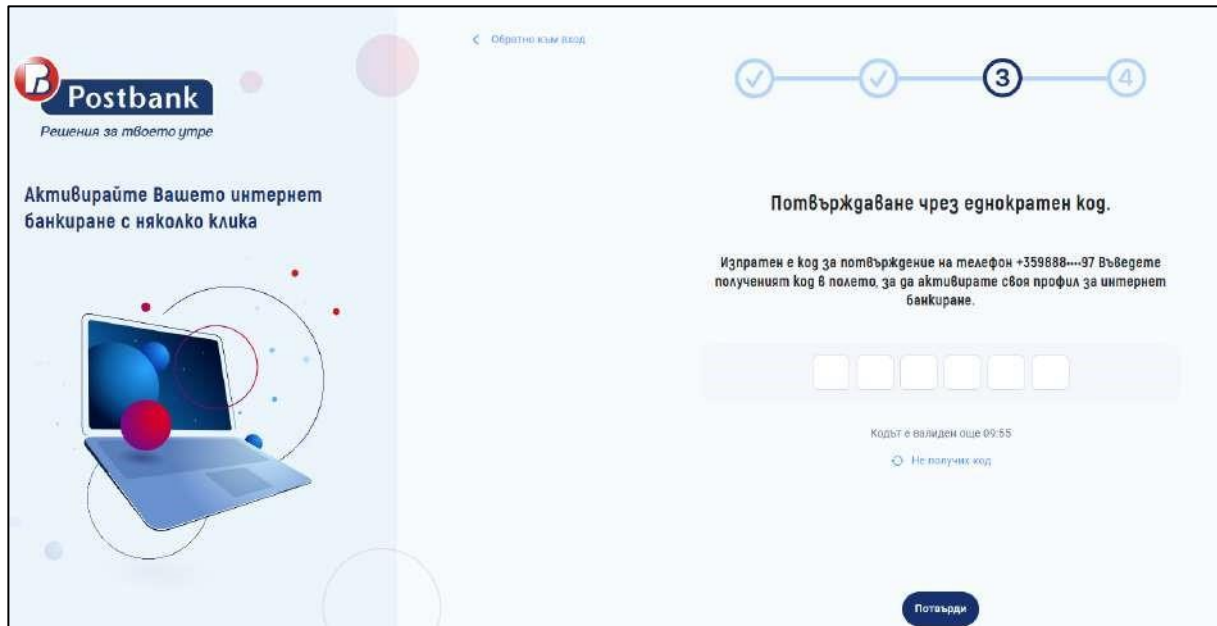 Postbank
Решения за твоето утре
Активирайте Вашето интернет
банкиране с няколко клика
Обратно към вход
3
4
Потвърждаване чрез еднократен код.
Изпратен е код за потвърждение на телефон +359888····97 Въведете
полученият код в полето, за да активирате своя профил за интернет
банкиране.
Кодът е валиден още 09:55
Не получих код
Потвърди